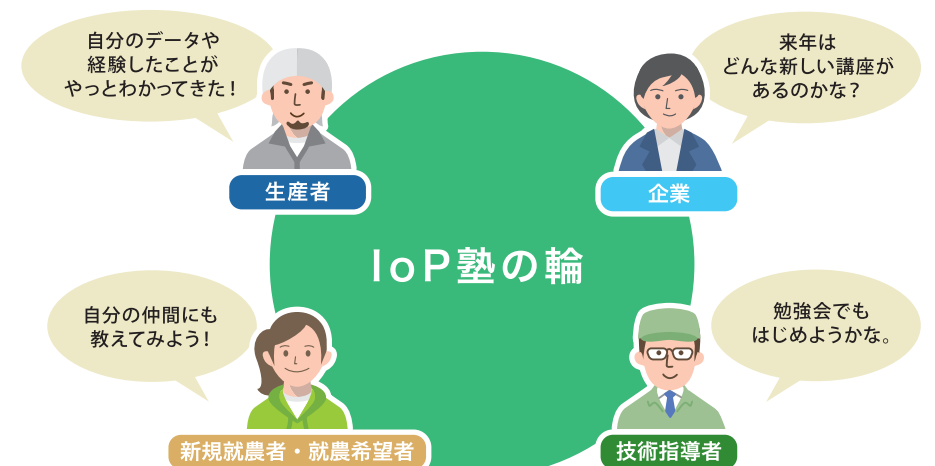 自分のデータや
経験したことが
やっとわかってきた!
生産者
来年は
どんな新しい講座が
あるのかな?
企業
IoP塾の輪
自分の仲間にも
教えてみよう!
新規就農者・就農希望者
勉強会でも
はじめようかな。
技術指導者